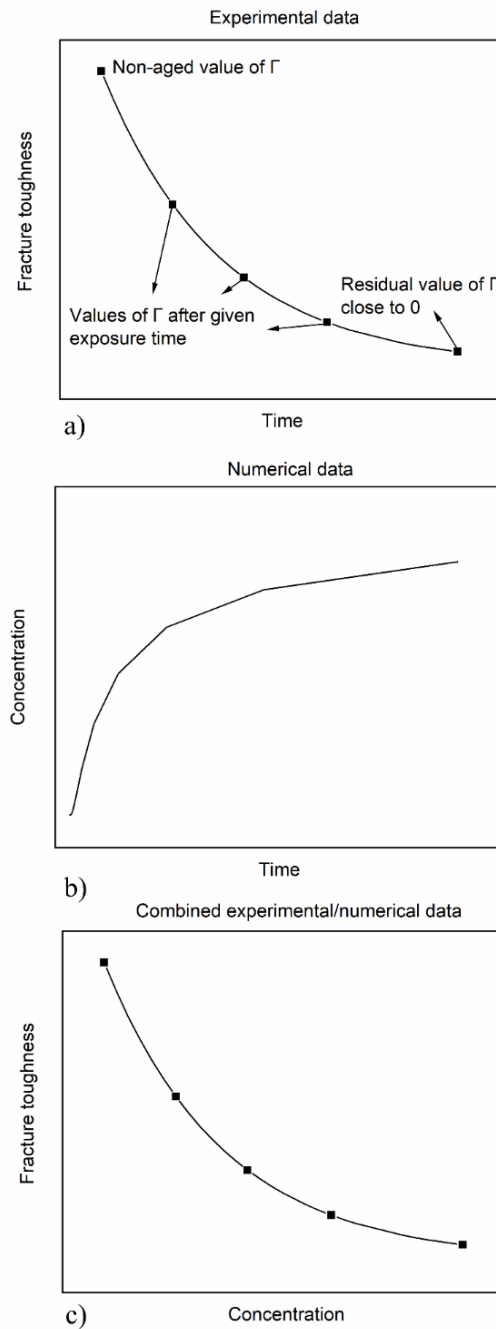 Experimental data
Non-aged value of Γ
Fracture toughness
Residual value of Γ
close to 0
Values of Γ after given
exposure time
Time
a)
Numerical data
Concentration
Time
b)
Combined experimental/numerical data
Fracture toughness
Concentration
c)